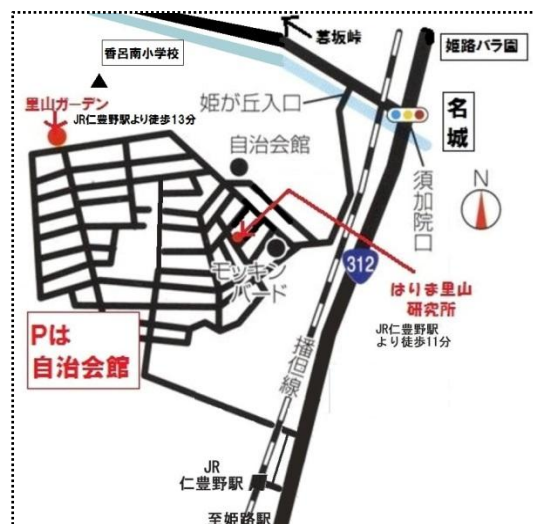 暮坂峠
姫路バラ園
香呂南小学校
里山ガーデン
JR仁豊野駅より徒歩13分
姫が丘入口
名城
自治会館
須加院口
N
モッキン
バード
312
はりま里山
研究所
JR仁豊野駅
より徒歩11分
Pは
自治会館
播但線
JR
仁豊野駅
至姫路駅